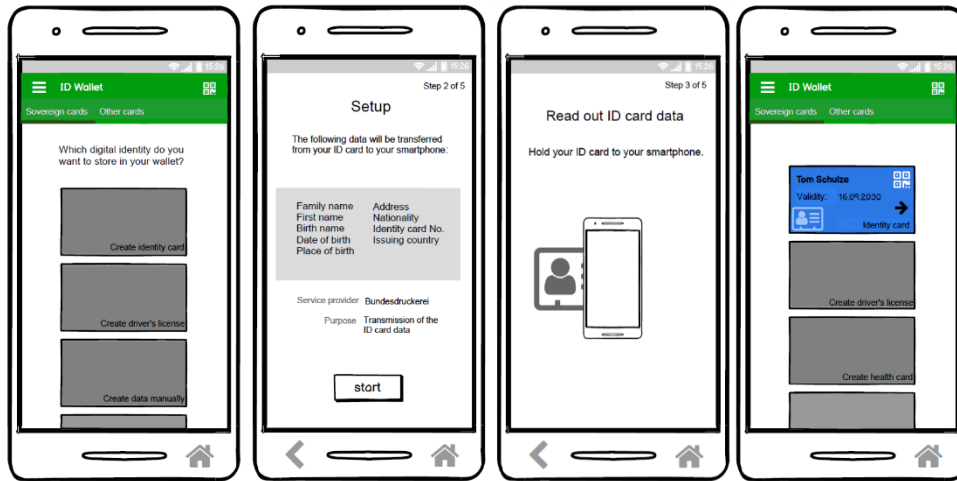 15:26
ID Wallet
Sovereign cards Other cards
Which digital identity do you
want to store in your wallet?
Create identity card
Create driver's license
Create data manually
15:26
Step 2 of 5
Setup
The following data will be transferred
from your ID card to your smartphone:
Family name Address
First name Nationality
Birth name Identity card No.
Date of birth Issuing country
Place of birth
Service provider Bundesdruckerei
Purpose Transmission of the
ID card data
start
15:26
Step 3 of 5
Read out ID card data
Hold your ID card to your smartphone.
15:26
ID Wallet
Sovereign cards Other cards
Tom Schulze
Validity: 16.09.2030
Identity card
Create driver's license
Create health card